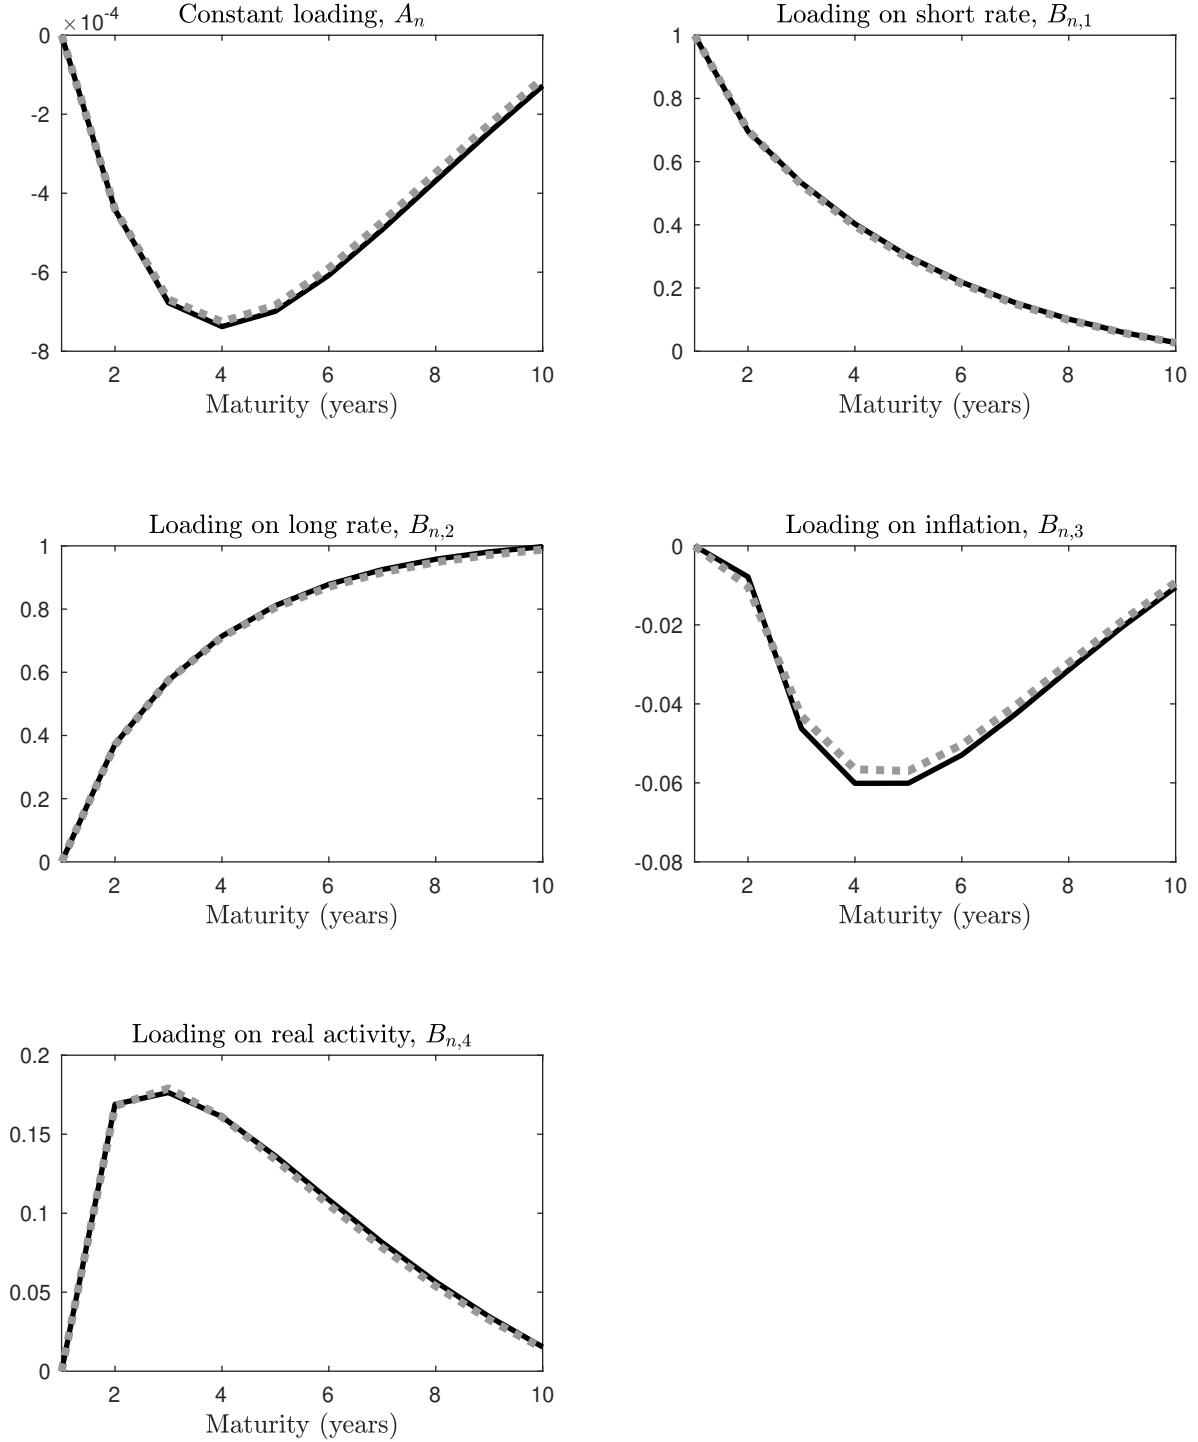 Constant loading, Aₙ
×10⁻⁴
0
-2
-4
-6
-8
2 4 6 8 10
Maturity (years)
Loading on short rate, Bₙ,₁
1
0.8
0.6
0.4
0.2
0
2 4 6 8 10
Maturity (years)
Loading on long rate, Bₙ,₂
1
0.8
0.6
0.4
0.2
0
2 4 6 8 10
Maturity (years)
Loading on inflation, Bₙ,₃
0
-0.02
-0.04
-0.06
-0.08
2 4 6 8 10
Maturity (years)
Loading on real activity, Bₙ,₄
0.2
0.15
0.1
0.05
0
2 4 6 8 10
Maturity (years)